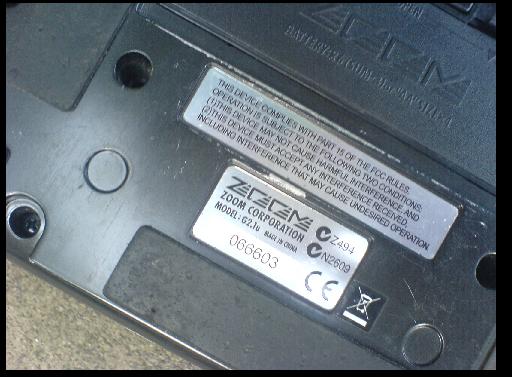 OPEN
ZOOM
THIS DEVICE COMPLIES WITH PART 15 OF THE FCC RULES.
OPERATION IS SUBJECT TO THE FOLLOWING TWO CONDITIONS:
(1)THIS DEVICE MAY NOT CAUSE HARMFUL INTERFERENCE, AND
(2)THIS DEVICE MUST ACCEPT ANY INTERFERENCE RECEIVED,
INCLUDING INTERFERENCE THAT MAY CAUSE UNDESIRED OPERATION.
ZOOM
ZOOM CORPORATION
MODEL: G2.1u MADE IN CHINA
Z494
N2609
066603
CE